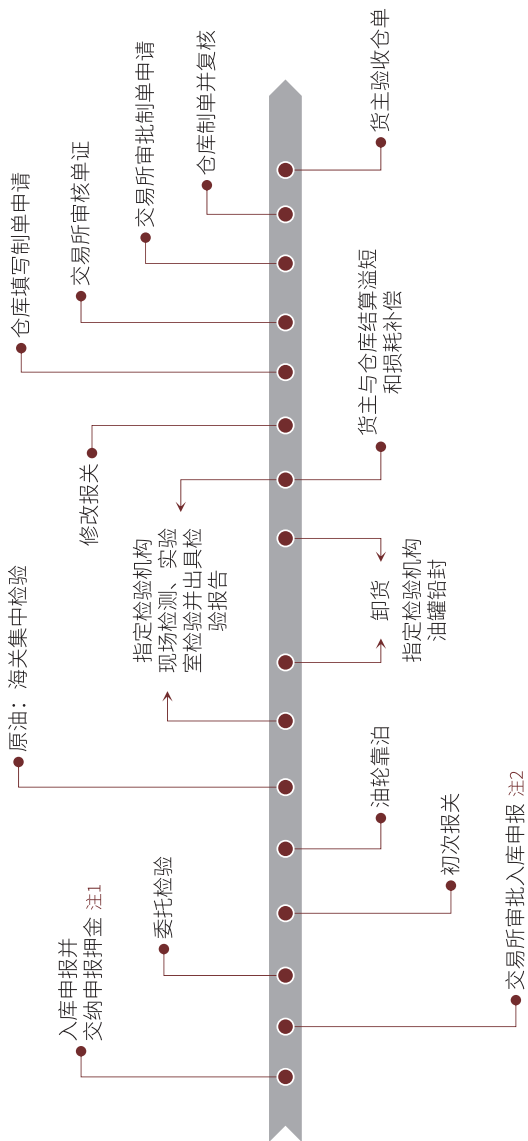 入库申报并
交纳申报押金 注1
交易所审批入库申报 注2
委托检验
初次报关
油轮靠泊
原油：海关集中检验
指定检验机构
现场检测、实验
室检验并出具检
验报告
卸货
指定检验机构
油罐铅封
货主与仓库结算溢短
和损耗补偿
修改报关
仓库填写制单申请
交易所审核单证
交易所审批制单申请
仓库制单并复核
货主验收仓单